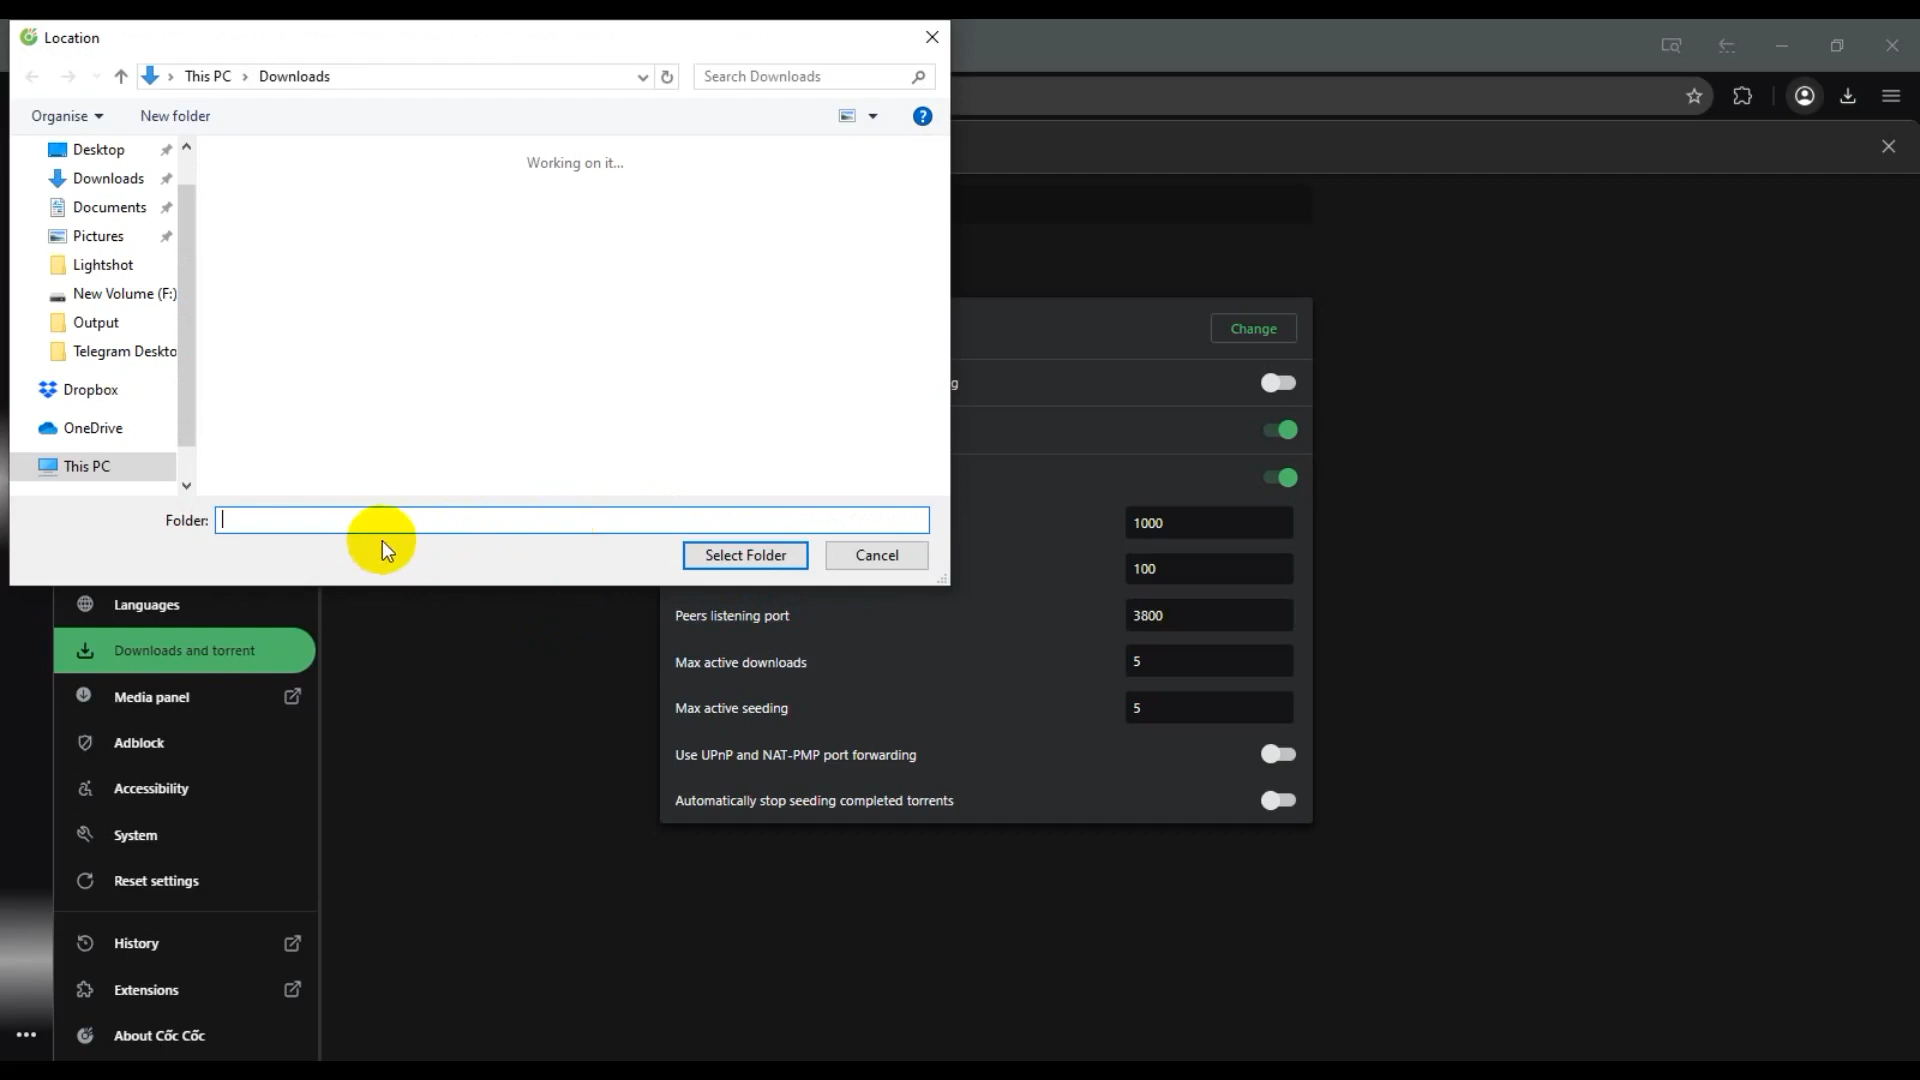 Location
This PC
Downloads
Search Downloads
Organise
New folder
Desktop
Downloads
Documents
Pictures
Lightshot
New Volume (F:)
Output
Telegram Deskto
Dropbox
OneDrive
This PC
Working on it...
Folder:
Select Folder
Cancel
Change
g
1000
100
Peers listening port
3800
Max active downloads
5
Max active seeding
5
Use UPnP and NAT-PMP port forwarding
Automatically stop seeding completed torrents
Languages
Downloads and torrent
Media panel
Adblock
Accessibility
System
Reset settings
History
Extensions
About Cốc Cốc